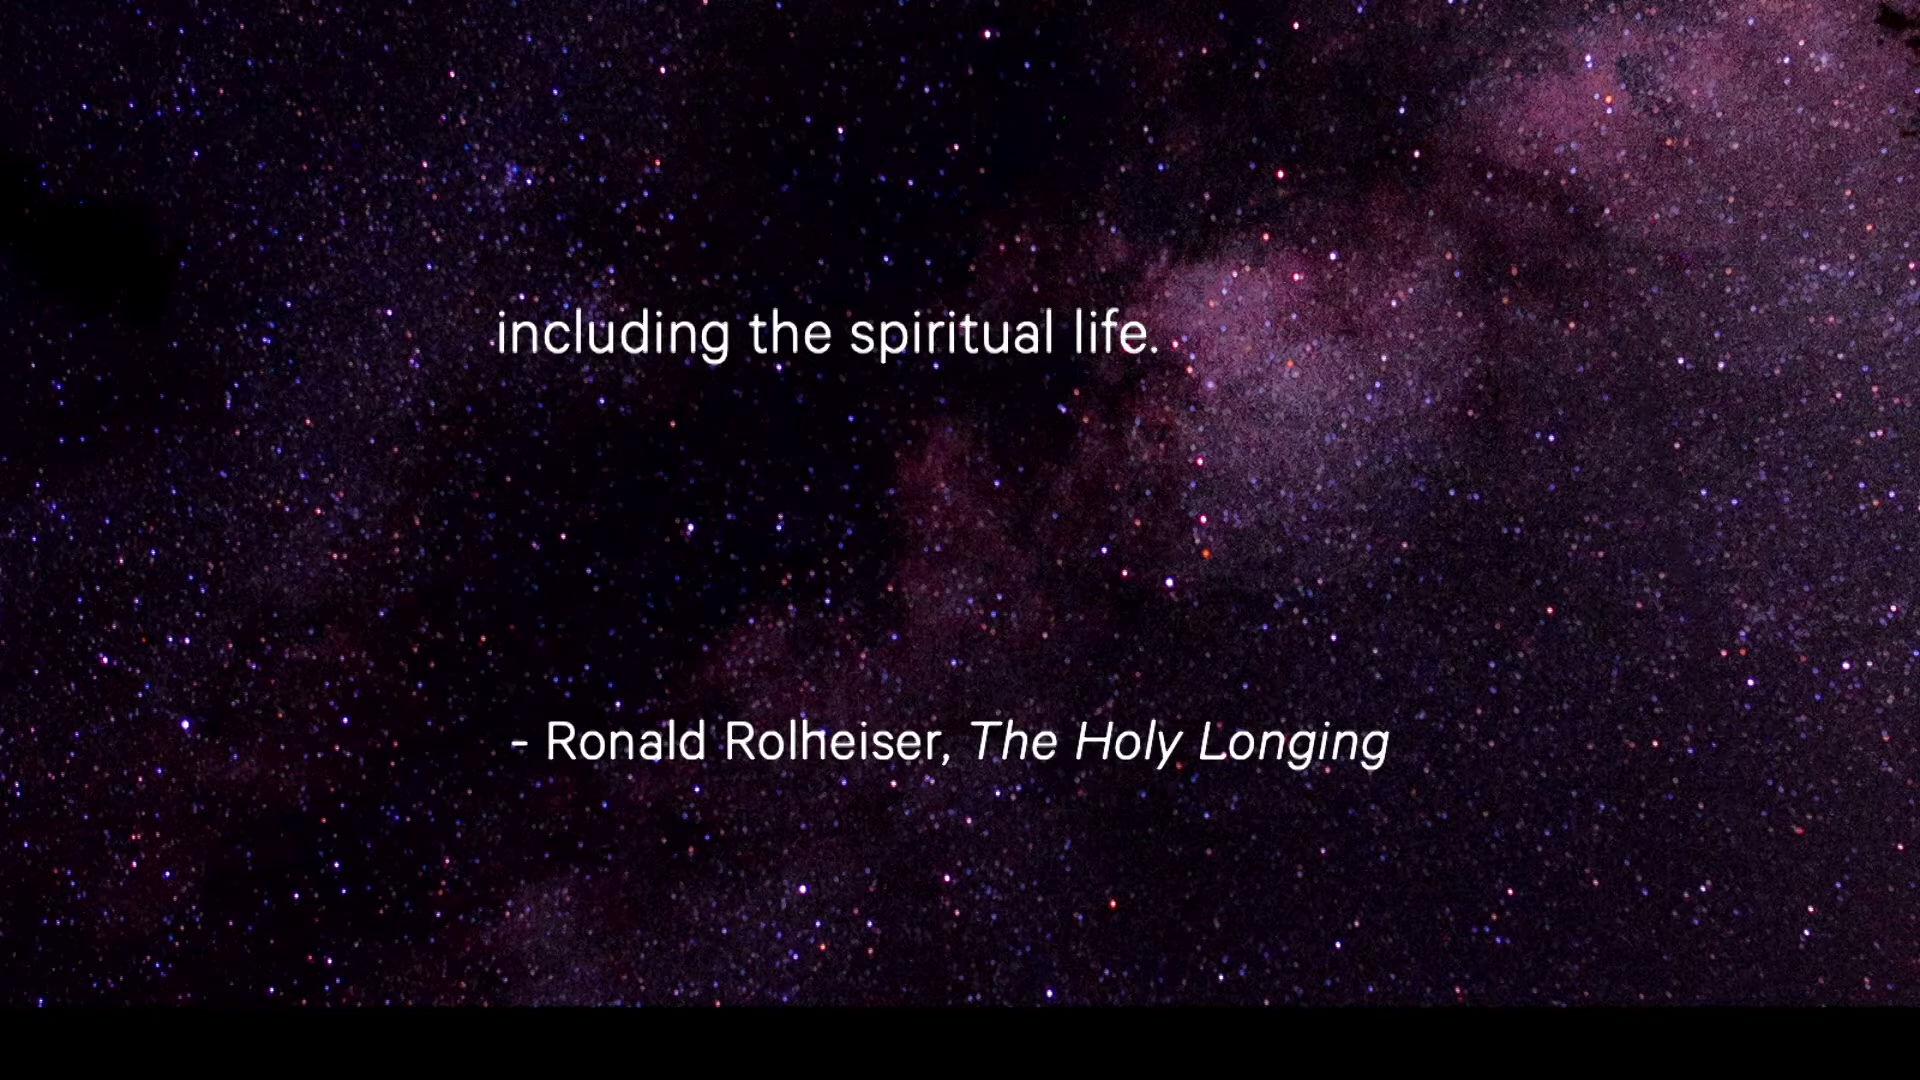 including the spiritual life.
- Ronald Rolheiser, The Holy Longing